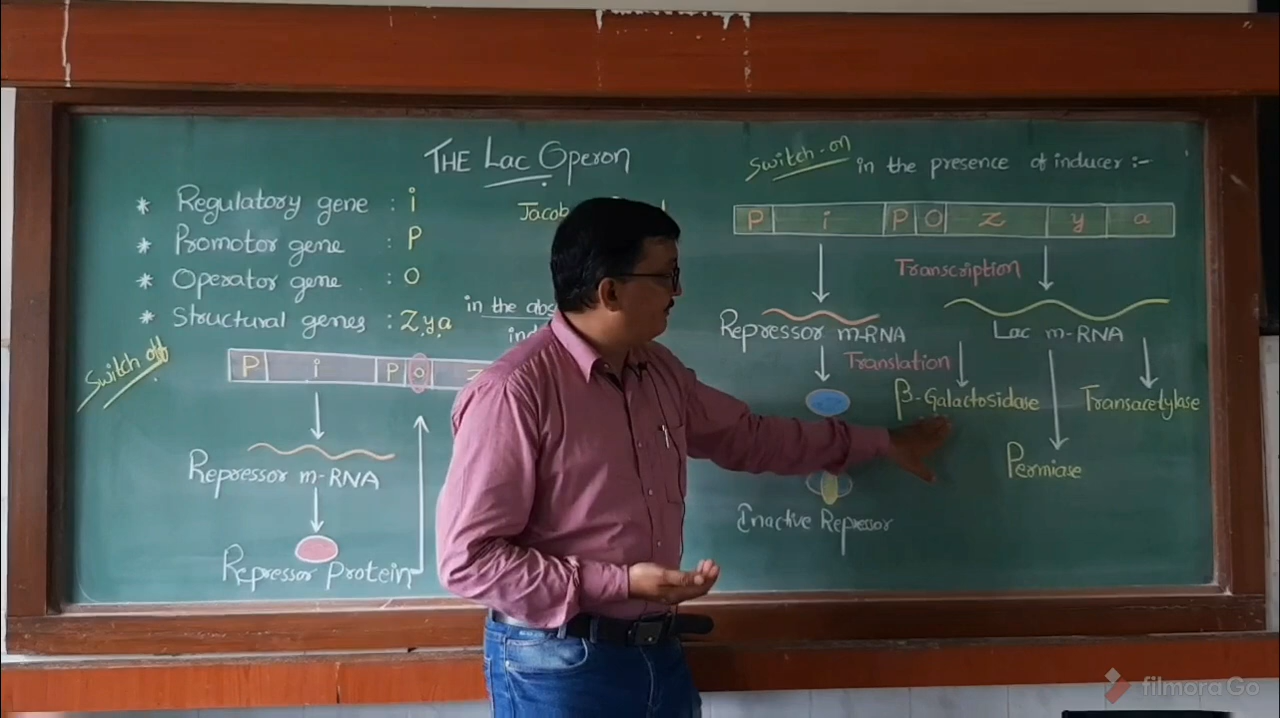 THE Lac Operon
* Regulatory gene : i
* Promotor gene : P
* Operator gene : O
* Structural genes : Z,y,a
Jacob
in the
Switch off
P i P O z
Repressor m-RNA
Repressor Protein
Switch-on in the presence of inducer :-
P i P O z y a
Transcription
Repressor m-RNA
Lac m-RNA
Translation
β-Galactosidase
Transacetylase
Permiase
Inactive Repressor
filmora Go